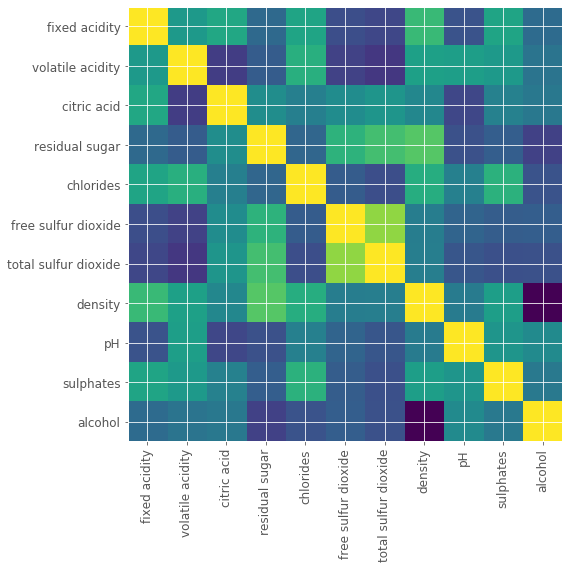 fixed acidity
volatile acidity
citric acid
residual sugar
chlorides
free sulfur dioxide
total sulfur dioxide
density
pH
sulphates
alcohol
fixed acidity
volatile acidity
citric acid
residual sugar
chlorides
free sulfur dioxide
total sulfur dioxide
density
pH
sulphates
alcohol